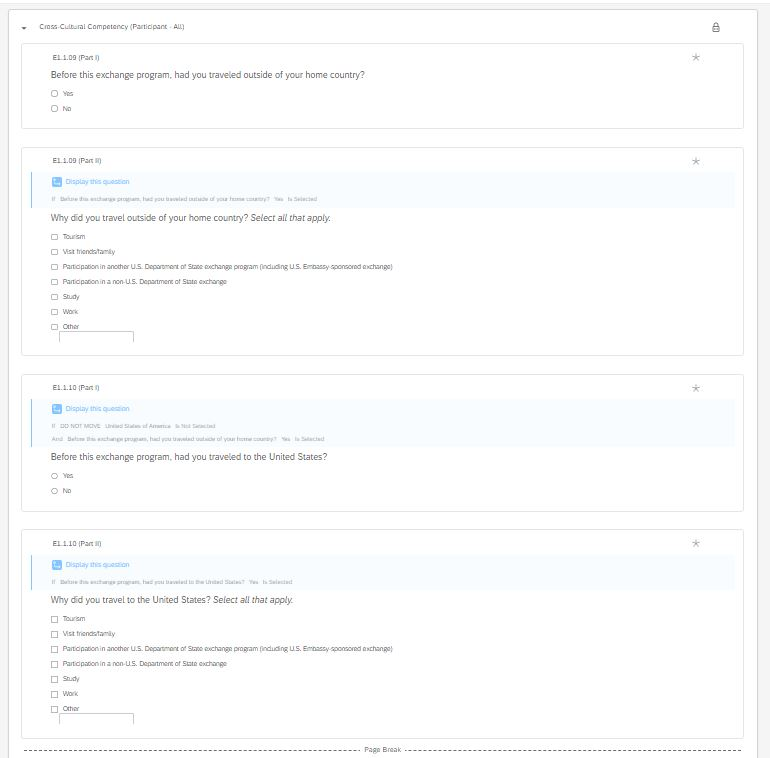 Cross-Cultural Competency (Participant - All)
E1.1.09 (Part I)
Before this exchange program, had you traveled outside of your home country?
Yes
No
E1.1.09 (Part II)
Display this question
If Before this exchange program, had you traveled outside of your home country? Yes Is Selected
Why did you travel outside of your home country? Select all that apply.
Tourism
Visit friends/family
Participation in another U.S. Department of State exchange program (including U.S. Embassy-sponsored exchange)
Participation in a non-U.S. Department of State exchange
Study
Work
Other
E1.1.10 (Part I)
Display this question
If DO NOT MOVE United States of America Is Not Selected
And Before this exchange program, had you traveled outside of your home country? Yes Is Selected
Before this exchange program, had you traveled to the United States?
Yes
No
E1.1.10 (Part II)
Display this question
If Before this exchange program, had you traveled to the United States? Yes Is Selected
Why did you travel to the United States? Select all that apply.
Tourism
Visit friends/family
Participation in another U.S. Department of State exchange program (including U.S. Embassy-sponsored exchange)
Participation in a non-U.S. Department of State exchange
Study
Work
Other
Page Break